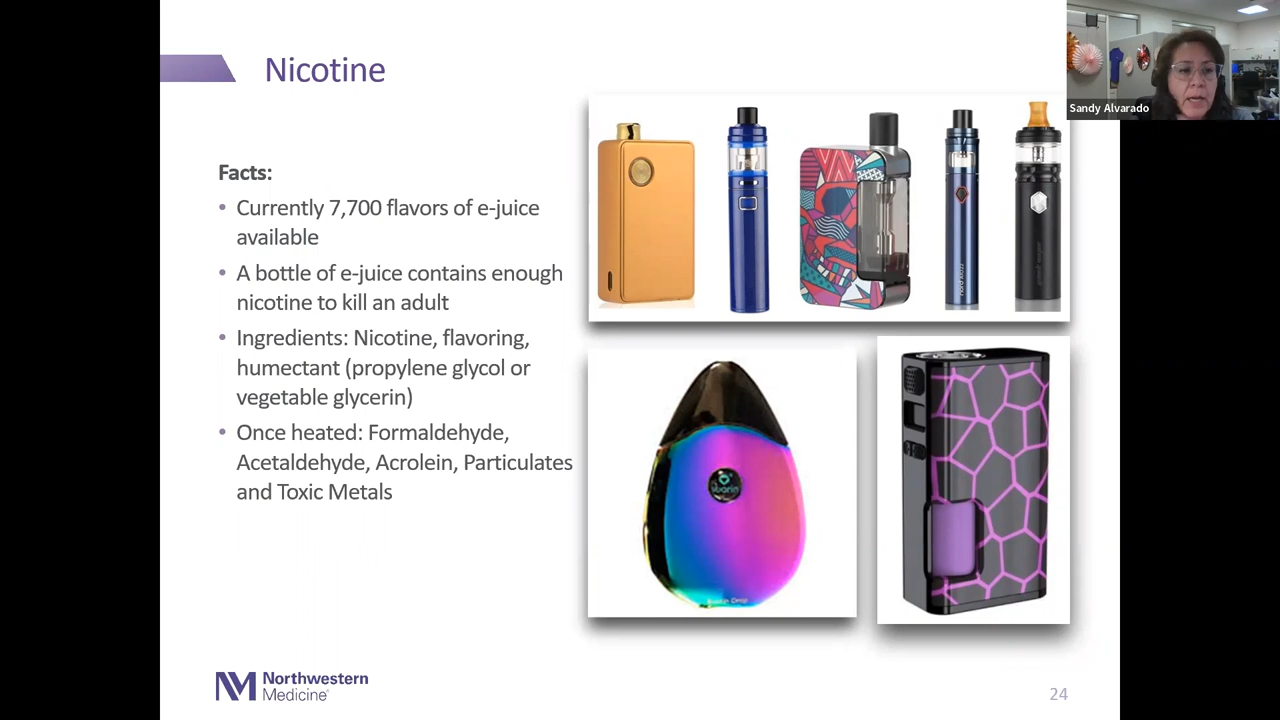 Nicotine
Sandy Alvarado
Facts:
• Currently 7,700 flavors of e-juice
available
• A bottle of e-juice contains enough
nicotine to kill an adult
• Ingredients: Nicotine, flavoring,
humectant (propylene glycol or
vegetable glycerin)
• Once heated: Formaldehyde,
Acetaldehyde, Acrolein, Particulates
and Toxic Metals
Northwestern
Medicine
24